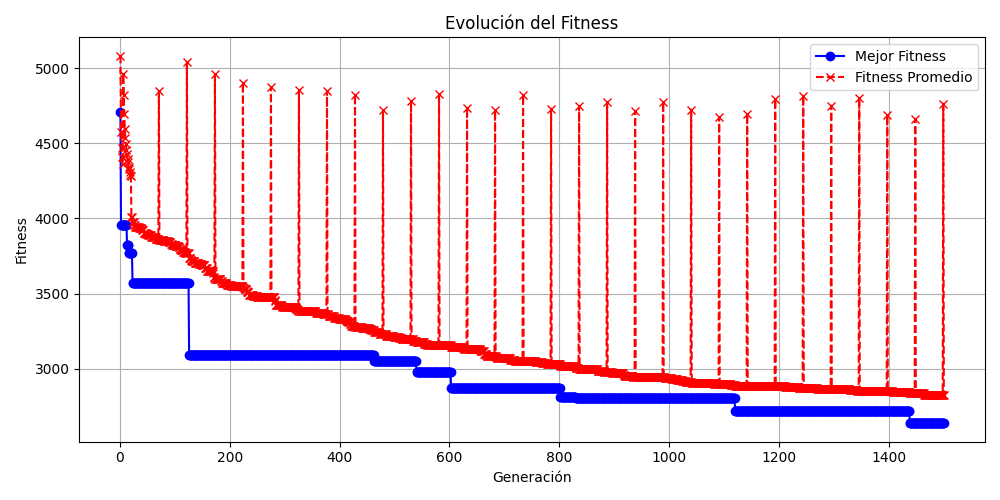 Evolución del Fitness
Mejor Fitness
Fitness Promedio
Fitness
5000
4500
4000
3500
3000
0 200 400 600 800 1000 1200 1400
Generación